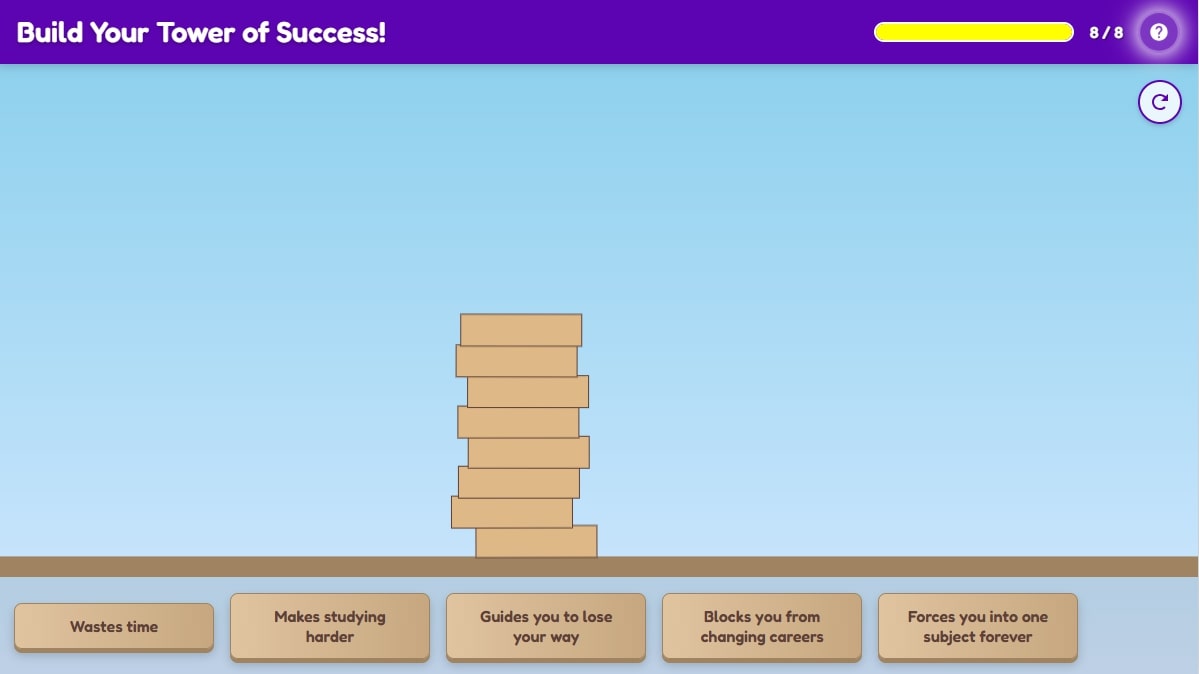 Build Your Tower of Success!
8 / 8
?
Wastes time
Makes studying
harder
Guides you to lose
your way
Blocks you from
changing careers
Forces you into one
subject forever